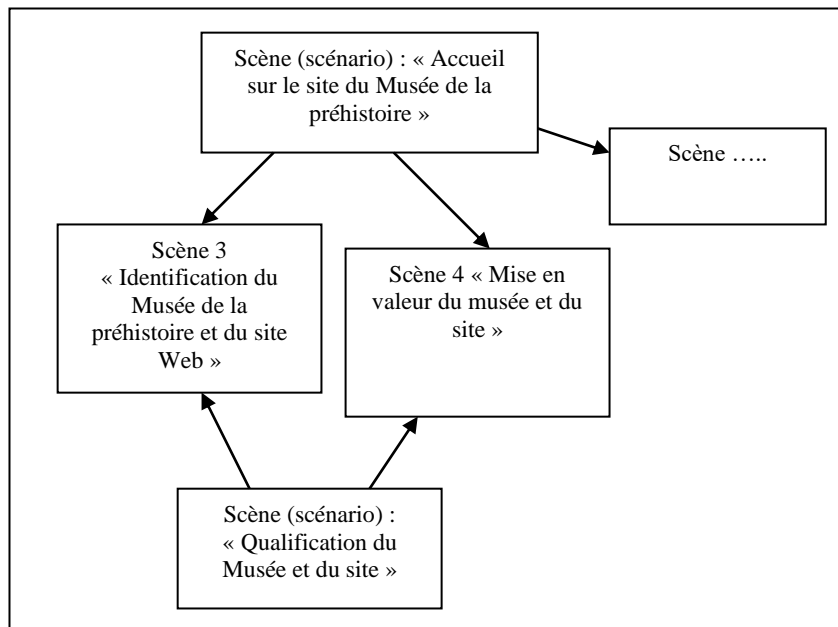 Scène (scénario) : « Accueil
sur le site du Musée de la
préhistoire »
Scène …..
Scène 3
« Identification du
Musée de la
préhistoire et du site
Web »
Scène 4 « Mise en
valeur du musée et du
site »
Scène (scénario) :
« Qualification du
Musée et du site »